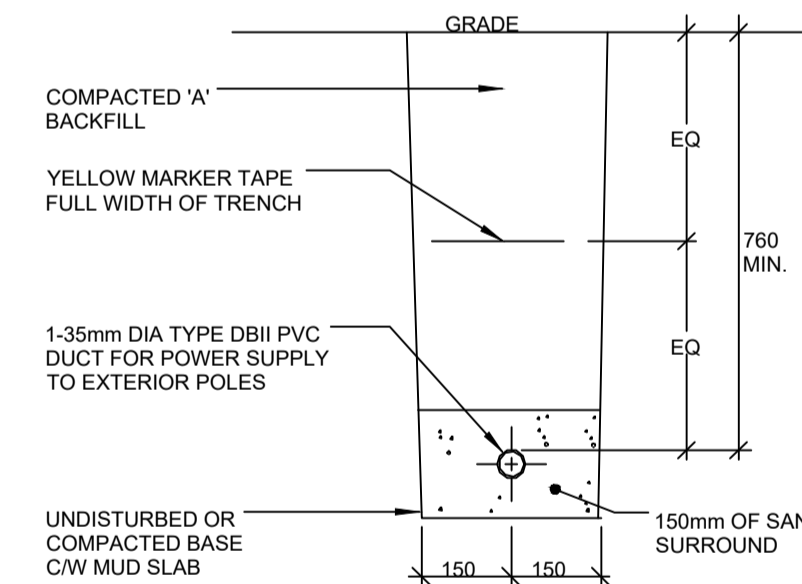 GRADE
COMPACTED 'A'
BACKFILL
EQ
YELLOW MARKER TAPE
FULL WIDTH OF TRENCH
760
MIN.
1-35mm DIA TYPE DBII PVC
DUCT FOR POWER SUPPLY
TO EXTERIOR POLES
EQ
UNDISTURBED OR
COMPACTED BASE
C/W MUD SLAB
150mm OF
SURROUND
150
150